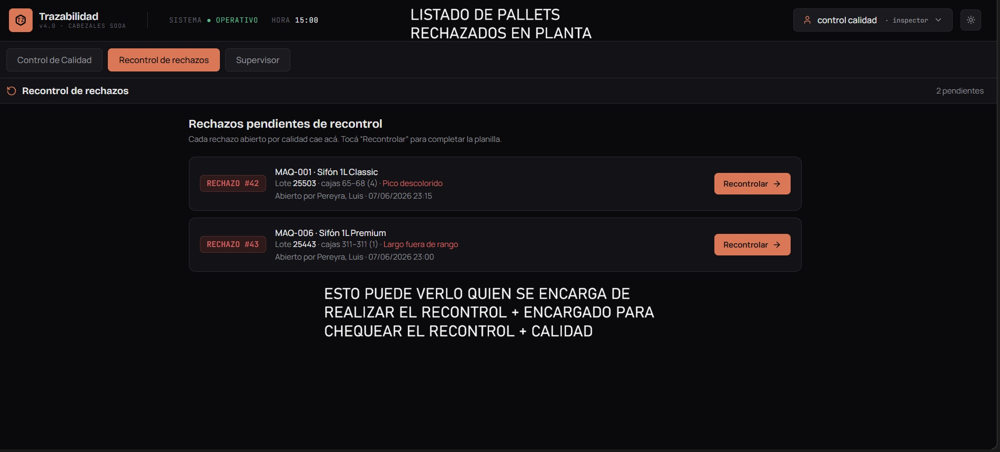 TZ
Trazabilidad
v4.0 · CABEZALES SODA
SISTEMA ● OPERATIVO HORA 15:00
LISTADO DE PALLETS
RECHAZADOS EN PLANTA
control calidad · inspector
Control de Calidad
Recontrol de rechazos
Supervisor
Recontrol de rechazos
2 pendientes
Rechazos pendientes de recontrol
Cada rechazo abierto por calidad cae acá. Tocá "Recontrolar" para completar la planilla.
RECHAZO #42
MAQ-001 · Sifón 1L Classic
Lote 25503 · cajas 65–68 (4) · Pico descolorido
Abierto por Pereyra, Luis · 07/06/2026 23:15
Recontrolar →
RECHAZO #43
MAQ-006 · Sifón 1L Premium
Lote 25443 · cajas 311–311 (1) · Largo fuera de rango
Abierto por Pereyra, Luis · 07/06/2026 23:00
Recontrolar →
ESTO PUEDE VERLO QUIEN SE ENCARGA DE
REALIZAR EL RECONTROL + ENCARGADO PARA
CHEQUEAR EL RECONTROL + CALIDAD